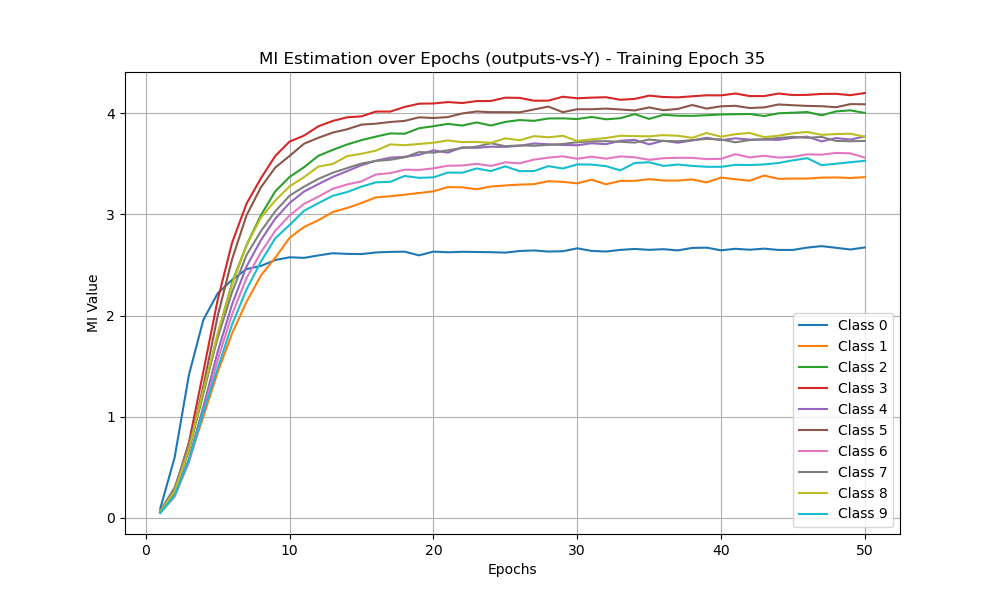 MI Estimation over Epochs (outputs-vs-Y) - Training Epoch 35
MI Value
4
3
2
1
0
0 10 20 30 40 50
Epochs
Class 0
Class 1
Class 2
Class 3
Class 4
Class 5
Class 6
Class 7
Class 8
Class 9